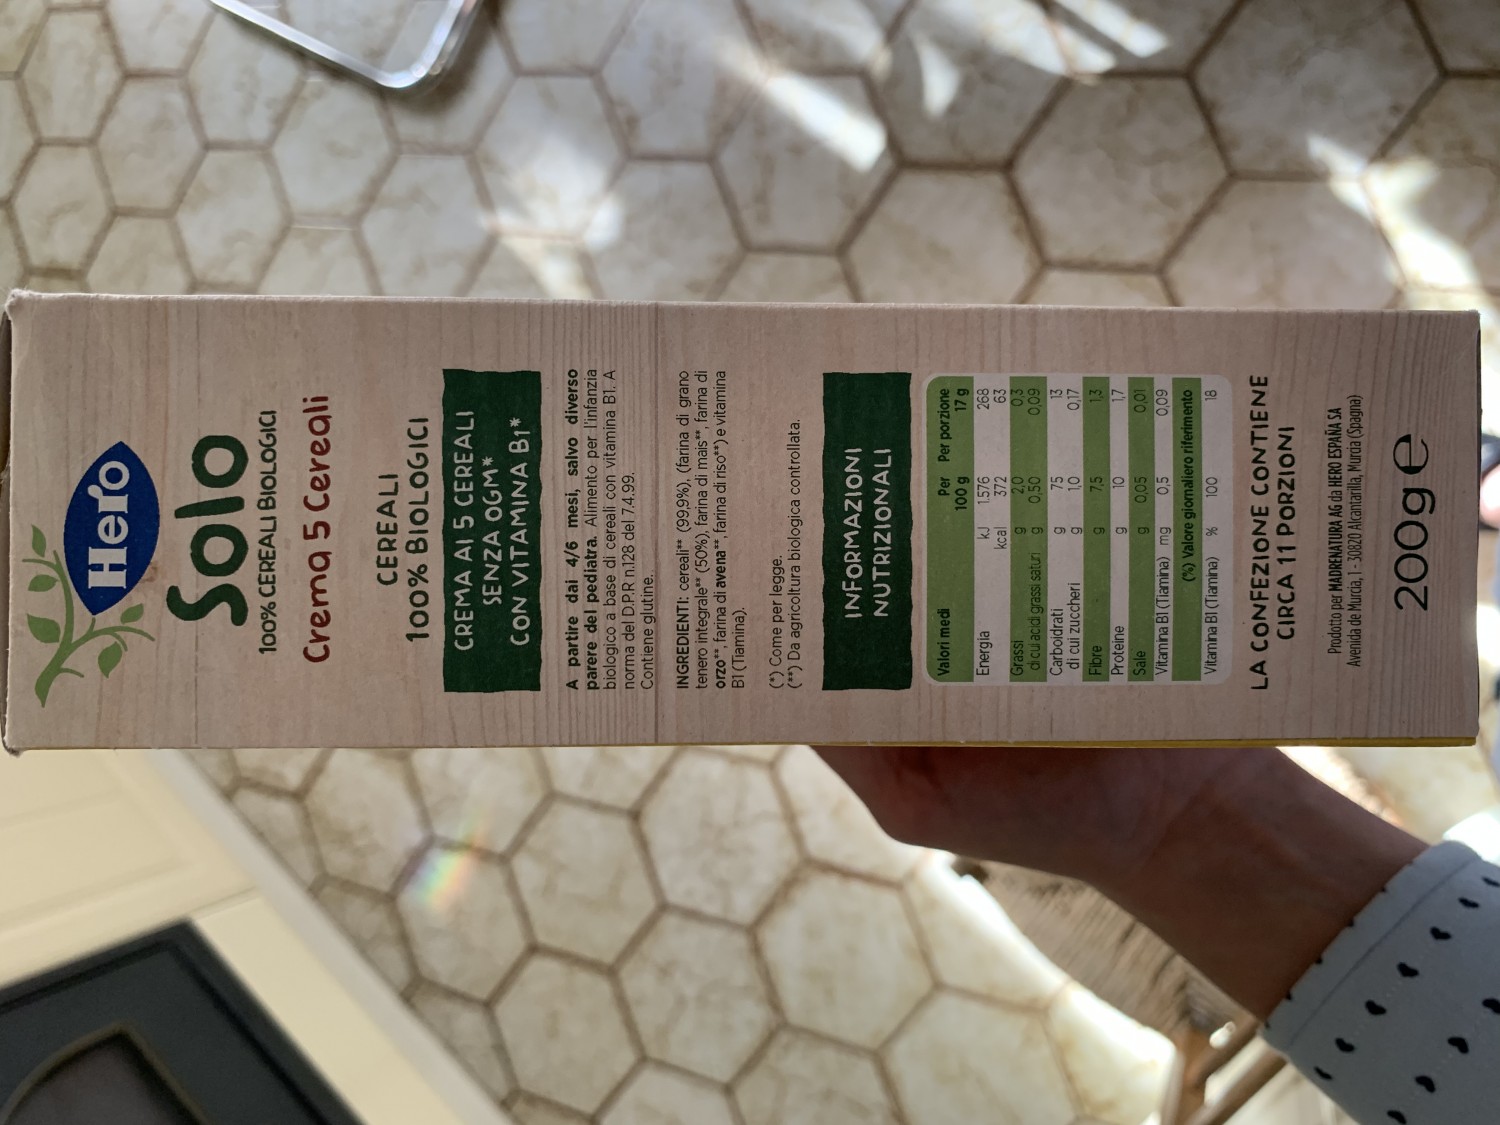 Hero
Solo
100% CEREALI BIOLOGICI
Crema 5 Cereali
CEREALI
100% BIOLOGICI
CREMA AI 5 CEREALI
SENZA OGM*
CON VITAMINA B1*
A partire dai 4/6 mesi, salvo diverso
parere del pediatra. Alimento per l'infanzia
biologico a base di cereali con vitamina B1. A
norma del D.P.R n.128 del 7.4.99.
Contiene glutine.
INGREDIENTI: cereali** (99,9%), (farina di grano
tenero integrale** (50%), farina di mais**, farina di
orzo**, farina di avena**, farina di riso**) e vitamina
B1 (Tiamina).
(*) Come per legge.
(**) Da agricoltura biologica controllata.
INFORMAZIONI
NUTRIZIONALI
Valori medi Per 100 g Per porzione 17 g
Energia kJ 1.576 268
kcal 372 63
Grassi g 2,0 0,3
di cui acidi grassi saturi g 0,50 0,09
Carboidrati g 75 13
di cui zuccheri g 1,0 0,17
Fibre g 7,5 1,3
Proteine g 10 1,7
Sale g 0,05 0,01
Vitamina B1 (Tiamina) mg 0,5 0,09
(%) Valore giornaliero riferimento
Vitamina B1 (Tiamina) % 100 18
LA CONFEZIONE CONTIENE
CIRCA 11 PORZIONI
Prodotto per MADRENATURA AG da HERO ESPAÑA SA
Avenida de Murcia, 1 - 30820 Alcantarilla, Murcia (Spagna)
200g e